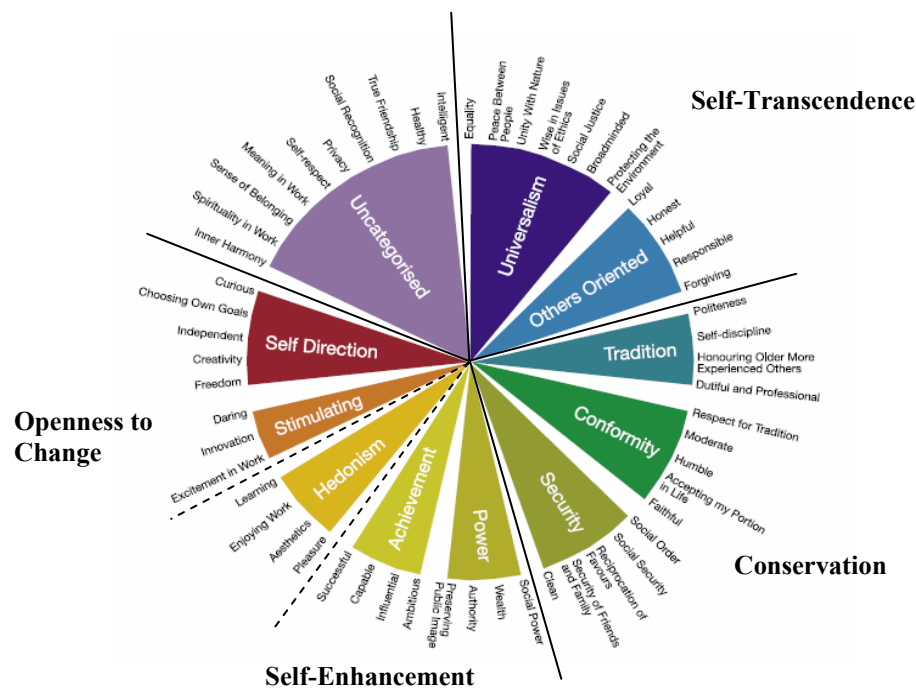 Self-Transcendence
Equality
Peace Between
People
Unity With Nature
Wise in Issues
of Ethics
Social Justice
Broadminded
Protecting the
Environment
Universalism
Loyal
Honest
Helpful
Responsible
Forgiving
Others Oriented
Politeness
Self-discipline
Honouring Older More
Experienced Others
Dutiful and Professional
Tradition
Respect for Tradition
Moderate
Humble
Accepting my Portion
in Life
Faithful
Conformity
Conservation
Social Order
Social Security
Reciprocation of
Favours
Security of Friends
and Family
Clean
Security
Social Power
Wealth
Authority
Preserving
Public Image
Power
Self-Enhancement
Ambitious
Influential
Capable
Successful
Achievement
Pleasure
Aesthetics
Enjoying Work
Learning
Hedonism
Excitement in Work
Innovation
Daring
Stimulating
Openness to
Change
Freedom
Creativity
Independent
Choosing Own Goals
Curious
Self Direction
Inner Harmony
Spirituality in Work
Sense of Belonging
Meaning in Work
Self-respect
Privacy
Social Recognition
True Friendship
Healthy
Intelligent
Uncategorised